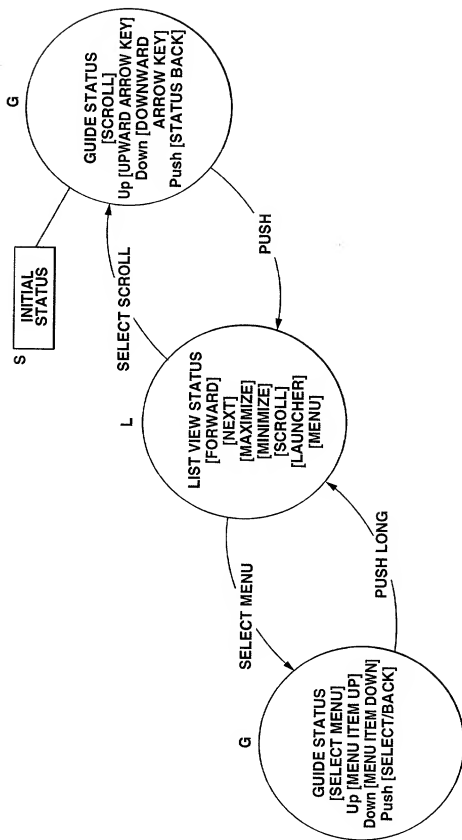 S
INITIAL
STATUS
G
GUIDE STATUS
[SCROLL]
Up [UPWARD ARROW KEY]
Down [DOWNWARD
ARROW KEY]
Push [STATUS BACK]
SELECT SCROLL
PUSH
L
LIST VIEW STATUS
[FORWARD]
[NEXT]
[MAXIMIZE]
[MINIMIZE]
[SCROLL]
[LAUNCHER]
[MENU]
SELECT MENU
PUSH LONG
G
GUIDE STATUS
[SELECT MENU]
Up [MENU ITEM UP]
Down [MENU ITEM DOWN]
Push [SELECT/BACK]